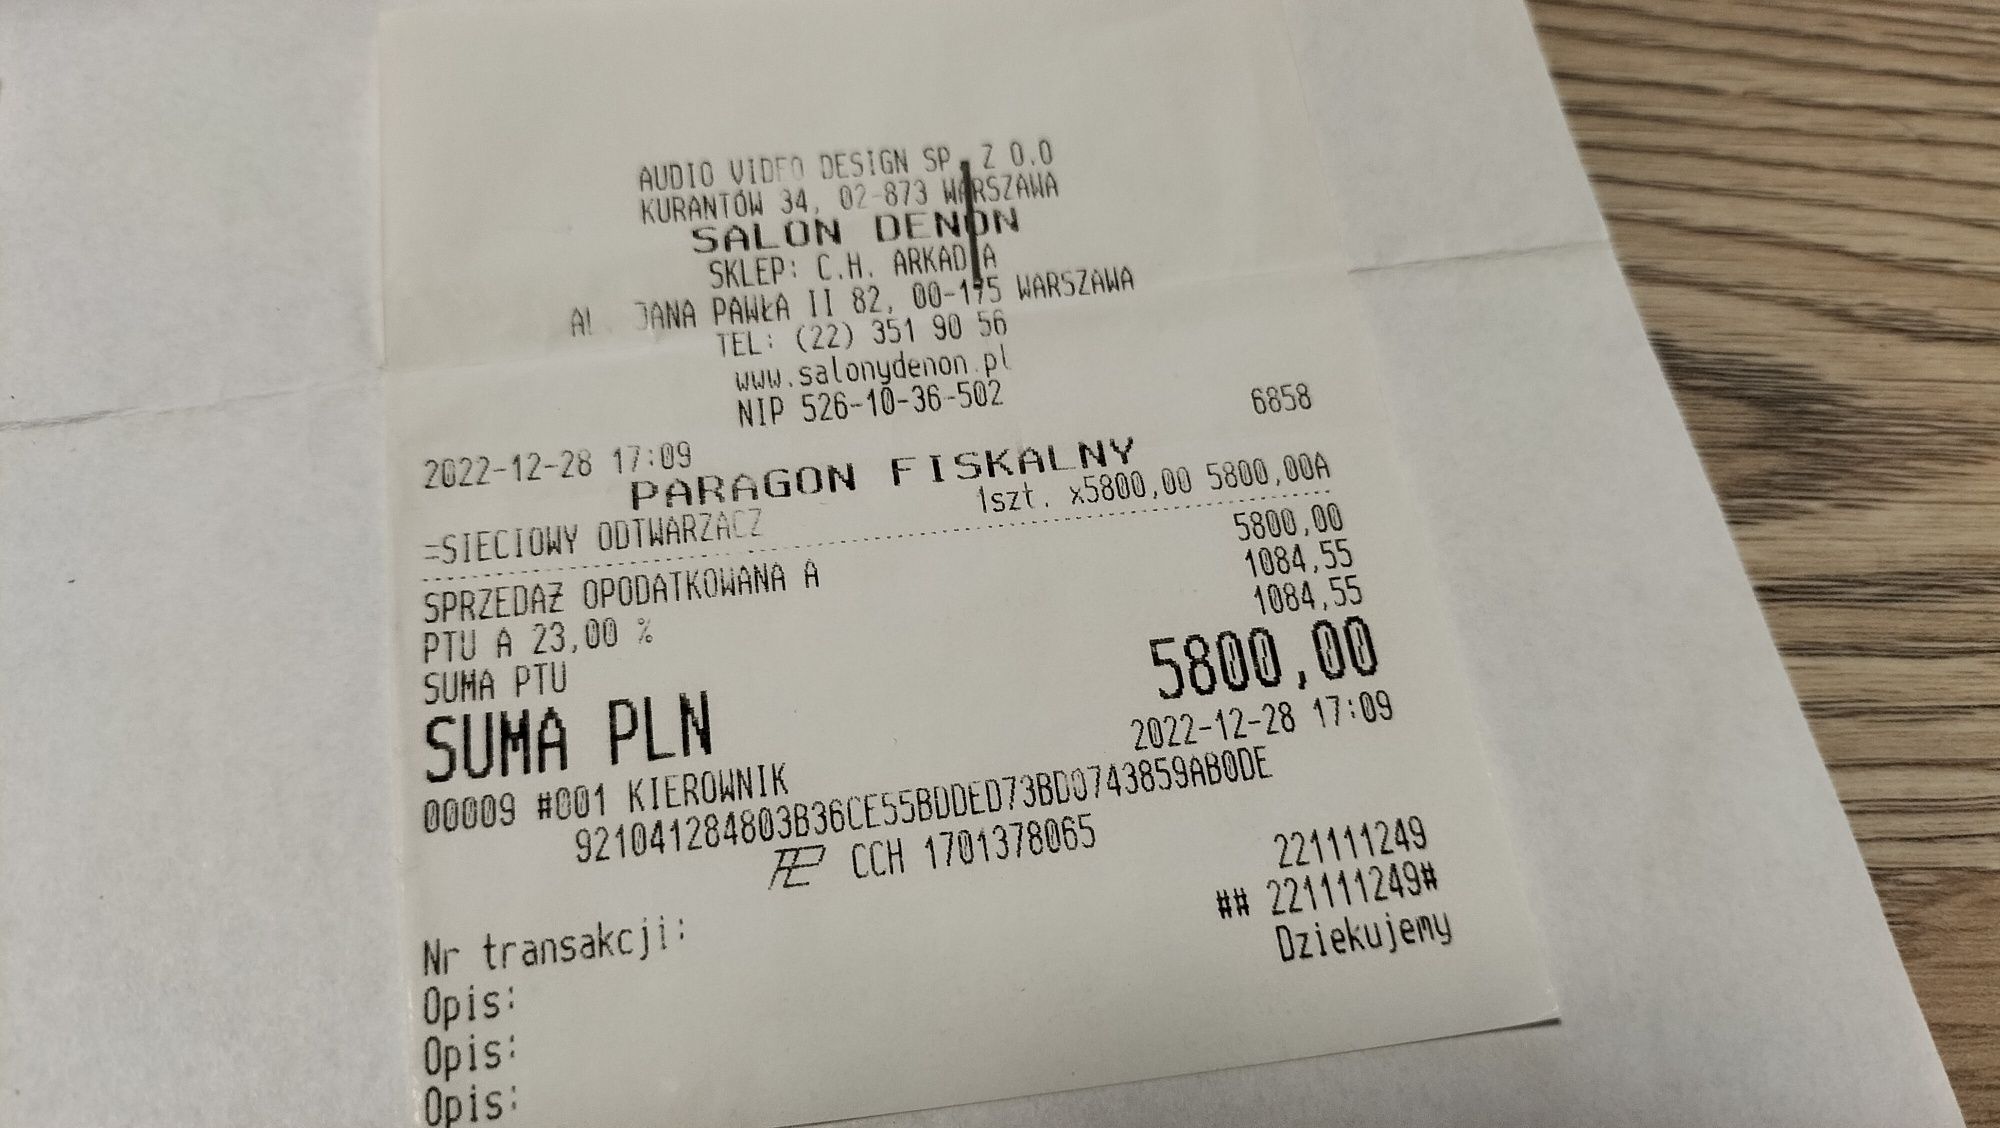 AUDIO VIDEO DESIGN SP. Z O.O
KURANTÓW 34, 02-873 WARSZAWA
SALON DENON
SKLEP: C.H. ARKADIA
AL. JANA PAWŁA II 82, 00-175 WARSZAWA
TEL: (22) 351 90 56
www.salonydenon.pl
NIP 526-10-36-502
2022-12-28 17:09 6858
PARAGON FISKALNY
=SIECIOWY ODTWARZACZ 1szt. x5800,00 5800,00A
SPRZEDAŻ OPODATKOWANA A 5800,00
PTU A 23,00 % 1084,55
SUMA PTU 1084,55
SUMA PLN 5800,00
00009 #001 KIEROWNIK 2022-12-28 17:09
921041284803B36CE55BDDED73BD0743859AB0DE
CCH 1701378065
Nr transakcji: 221111249
Opis: ## 221111249#
Opis: Dziekujemy
Opis: